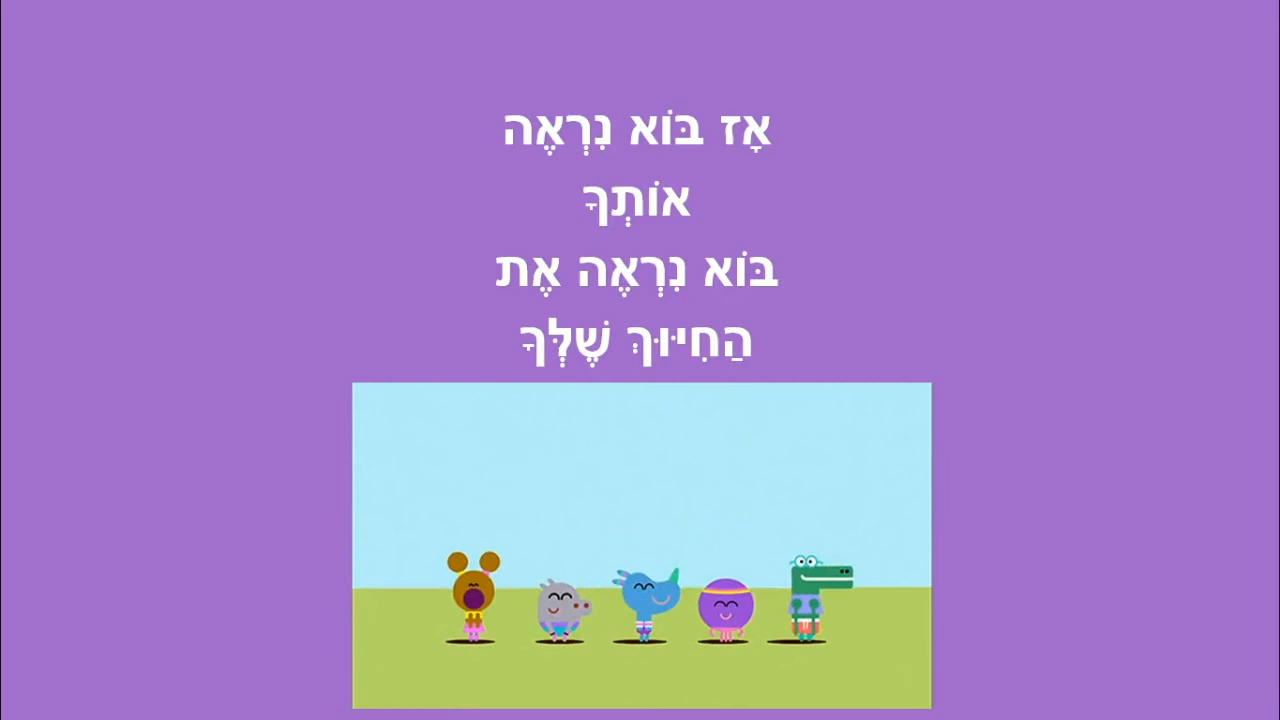 אָז בּוֹא נִרְאֶה
אוֹתְךָ
בּוֹא נִרְאֶה אֶת
הַחִיּוּךְ שֶׁלְּךָ